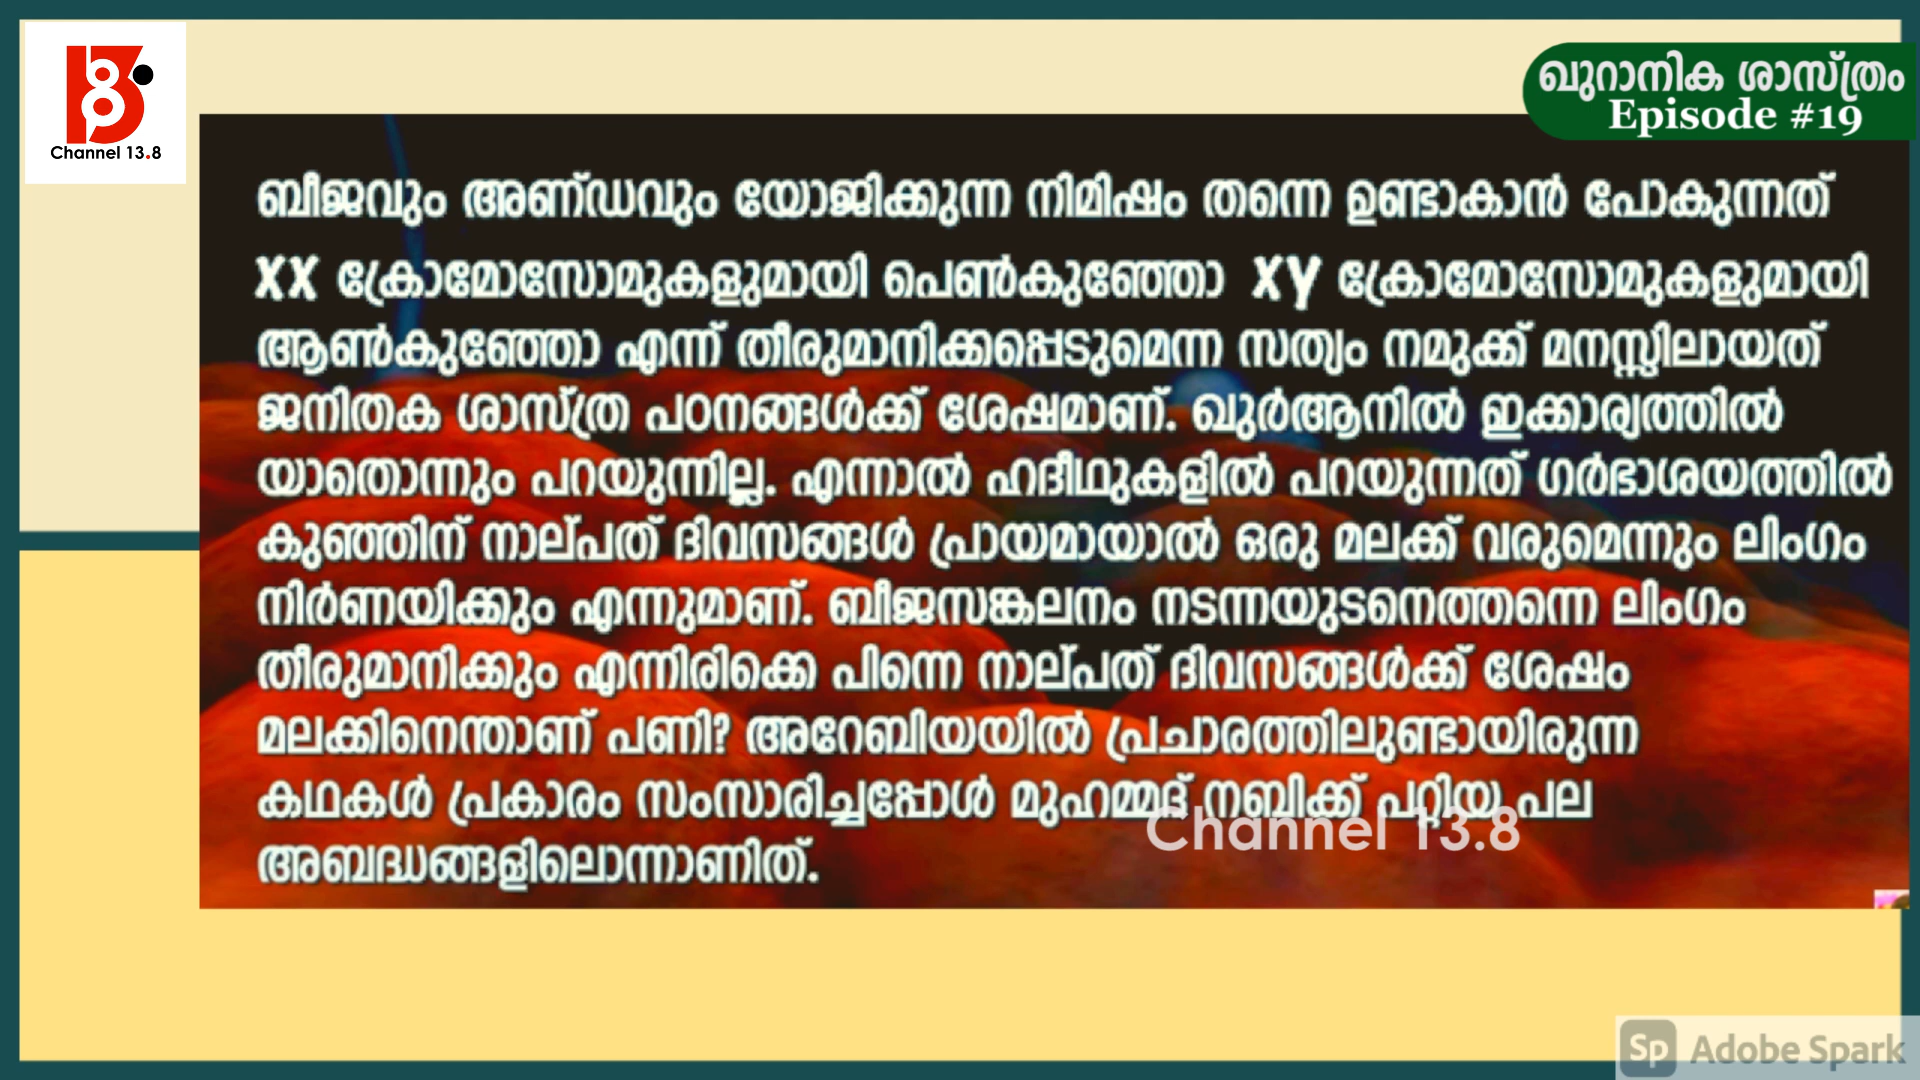 ഖുറാനിക ശാസ്ത്രം
Episode #19
Channel 13.8
ബീജവും അണ്ഡവും യോജിക്കുന്ന നിമിഷം തന്നെ ഉണ്ടാകാൻ പോകുന്നത്
XX ക്രോമോസോമുകളുമായി പെൺകുഞ്ഞോ XY ക്രോമോസോമുകളുമായി
ആൺകുഞ്ഞോ എന്ന് തീരുമാനിക്കപ്പെടുമെന്ന സത്യം നമുക്ക് മനസ്സിലായത്
ജനിതക ശാസ്ത്ര പഠനങ്ങൾക്ക് ശേഷമാണ്. ഖുർആനിൽ ഇക്കാര്യത്തിൽ
യാതൊന്നും പറയുന്നില്ല. എന്നാൽ ഹദീഥുകളിൽ പറയുന്നത് ഗർഭാശയത്തിൽ
കുഞ്ഞിന് നാല്പത് ദിവസങ്ങൾ പ്രായമായാൽ ഒരു മലക്ക് വരുമെന്നും ലിംഗം
നിർണയിക്കും എന്നുമാണ്. ബീജസങ്കലനം നടന്നയുടനെത്തന്നെ ലിംഗം
തീരുമാനിക്കും എന്നിരിക്കെ പിന്നെ നാല്പത് ദിവസങ്ങൾക്ക് ശേഷം
മലക്കിനെന്താണ് പണി? അറേബിയയിൽ പ്രചാരത്തിലുണ്ടായിരുന്ന
കഥകൾ പ്രകാരം സംസാരിച്ചപ്പോൾ മുഹമ്മദ് നബിക്ക് പറ്റിയ പല
അബദ്ധങ്ങളിലൊന്നാണിത്.
Channel 13.8
Sp Adobe Spark